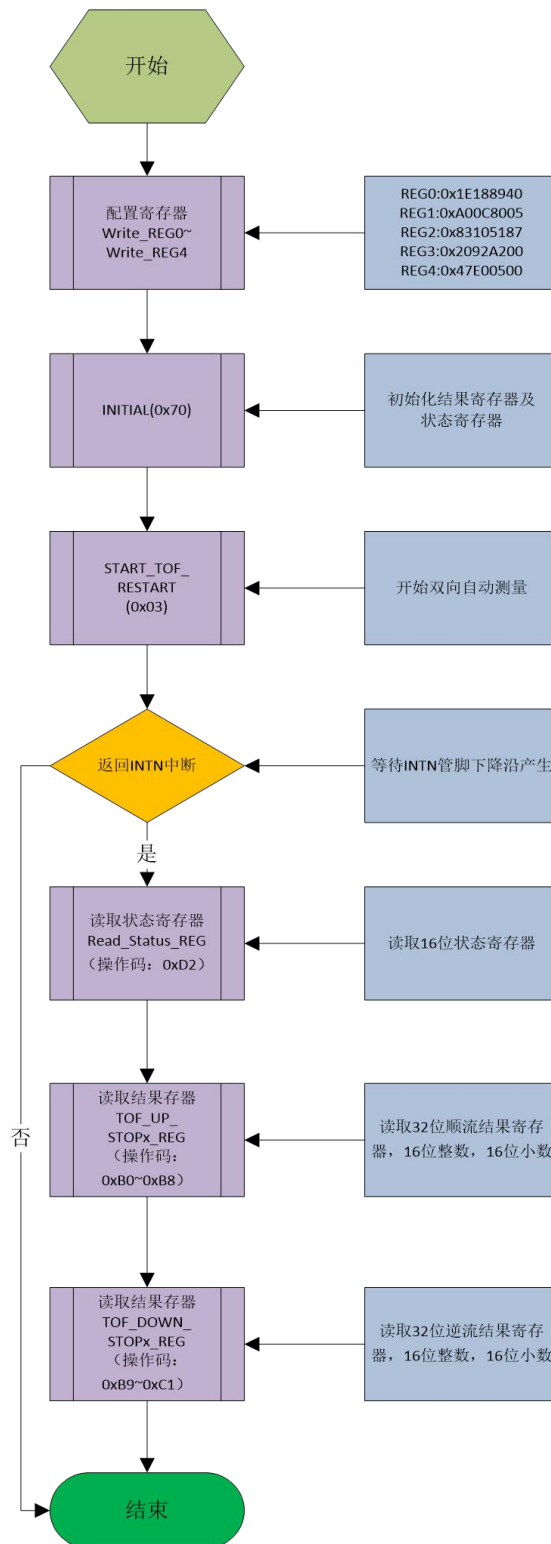 开始
配置寄存器
Write_REG0~
Write_REG4
REG0:0x1E188940
REG1:0xA00C8005
REG2:0x83105187
REG3:0x2092A200
REG4:0x47E00500
INITIAL(0x70)
初始化结果寄存器及
状态寄存器
START_TOF_
RESTART
(0x03)
开始双向自动测量
返回INTN中断
等待INTN管脚下降沿产生
是
读取状态寄存器
Read_Status_REG
（操作码：0xD2）
读取16位状态寄存器
否
读取结果存器
TOF_UP_
STOPx_REG
（操作码：
0xB0~0xB8）
读取32位顺流结果寄存
器，16位整数，16位小数
读取结果存器
TOF_DOWN_
STOPx_REG
（操作码：
0xB9~0xC1）
读取32位逆流结果寄存
器，16位整数，16位小数
结束